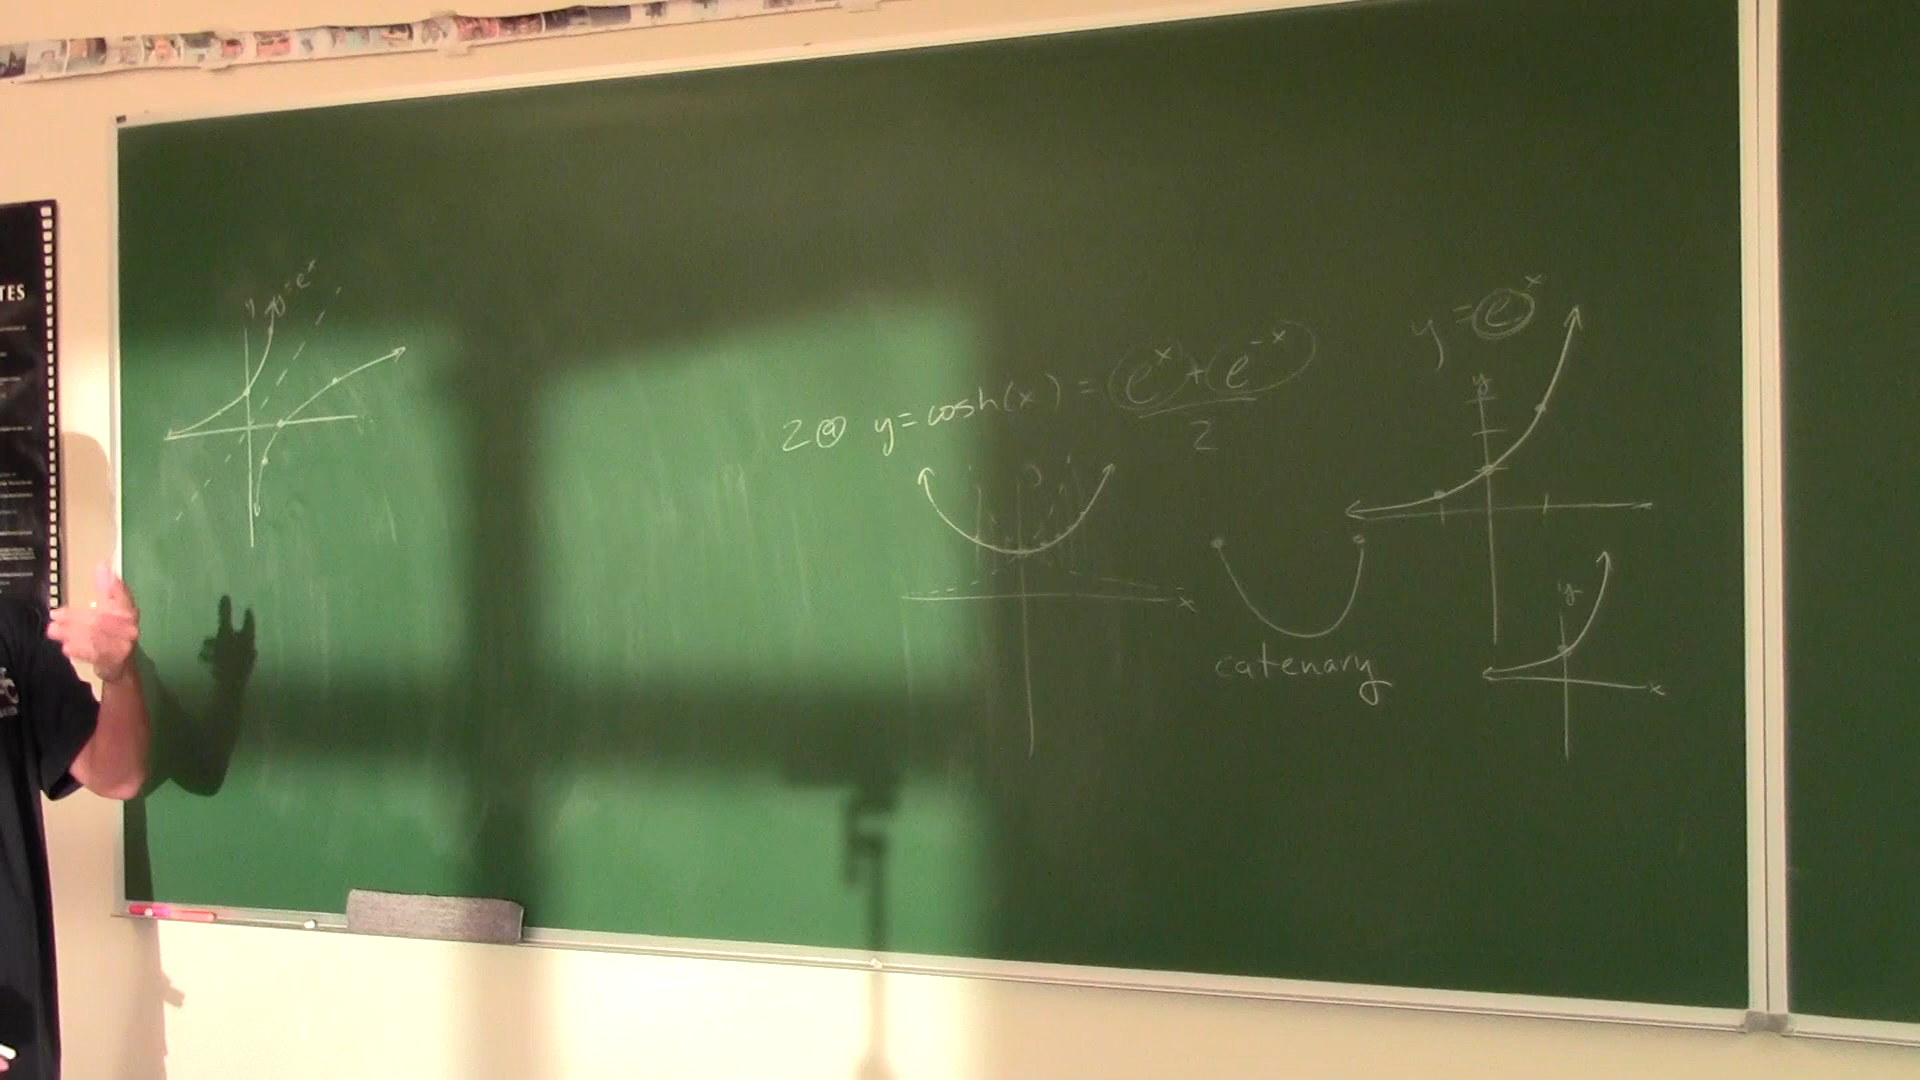 TES
y
y = e^x
2 ⓐ y = cosh(x) = (e^x + e^-x)/2
x
catenary
y = e^x
y
y
x